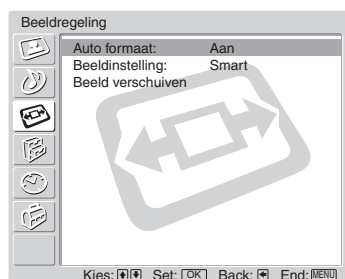 Beeldregeling
Auto formaat: Aan
Beeldinstelling: Smart
Beeld verschuiven
Kies: Set: OK Back: End: MENU